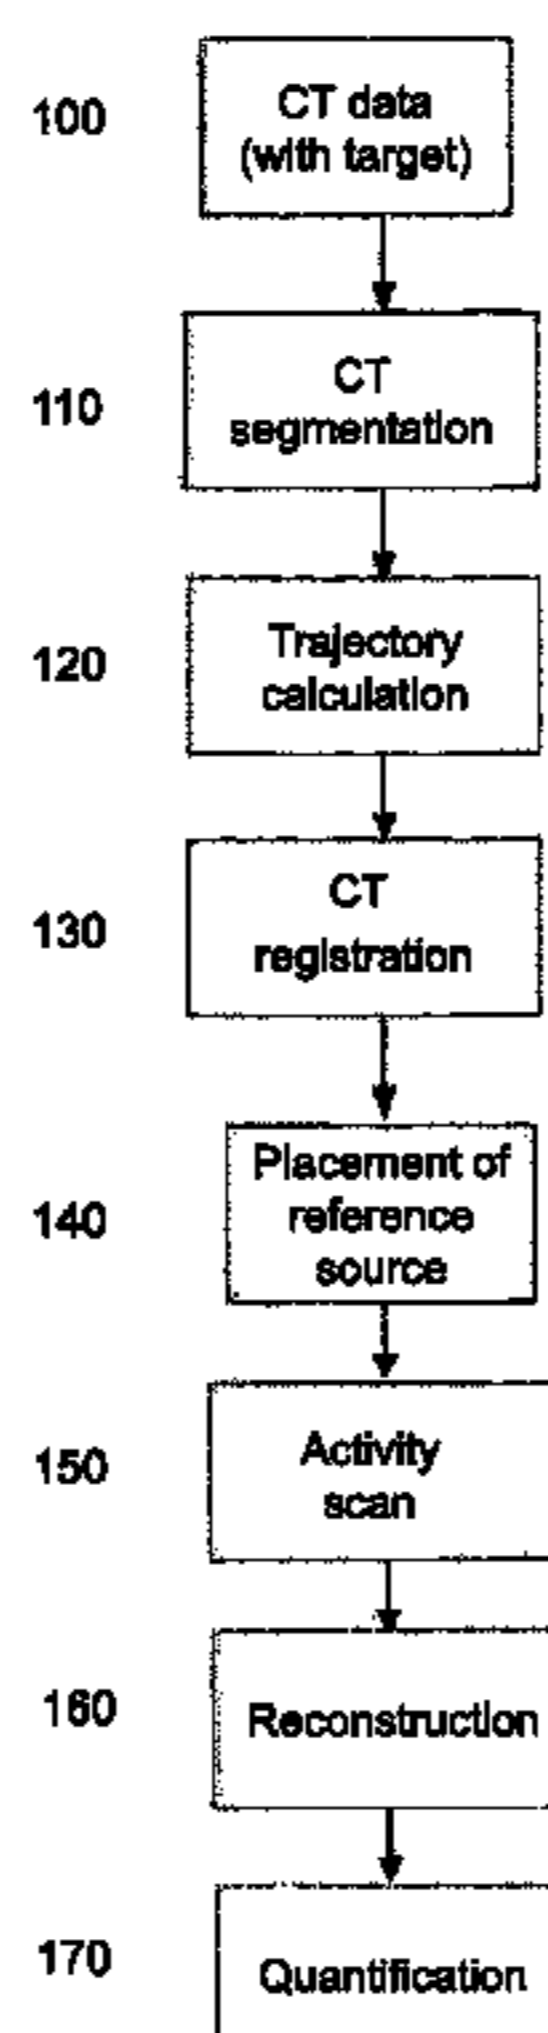 100
CT data
(with target)
110
CT
segmentation
120
Trajectory
calculation
130
CT
registration
140
Placement of
reference
source
150
Activity
scan
160
Reconstruction
170
Quantification